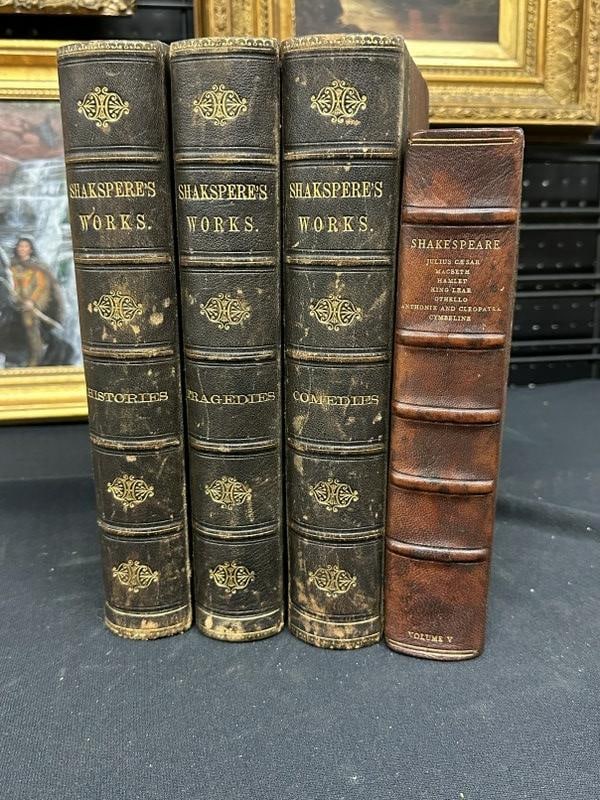 SHAKSPERE'S
WORKS.
HISTORIES
SHAKSPERE'S
WORKS.
TRAGEDIES
SHAKSPERE'S
WORKS.
COMEDIES
SHAKESPEARE
JULIUS CÆSAR
MACBETH
HAMLET
KING LEAR
OTHELLO
ANTHONIE AND CLEOPATRA
CYMBELINE
VOLUME V